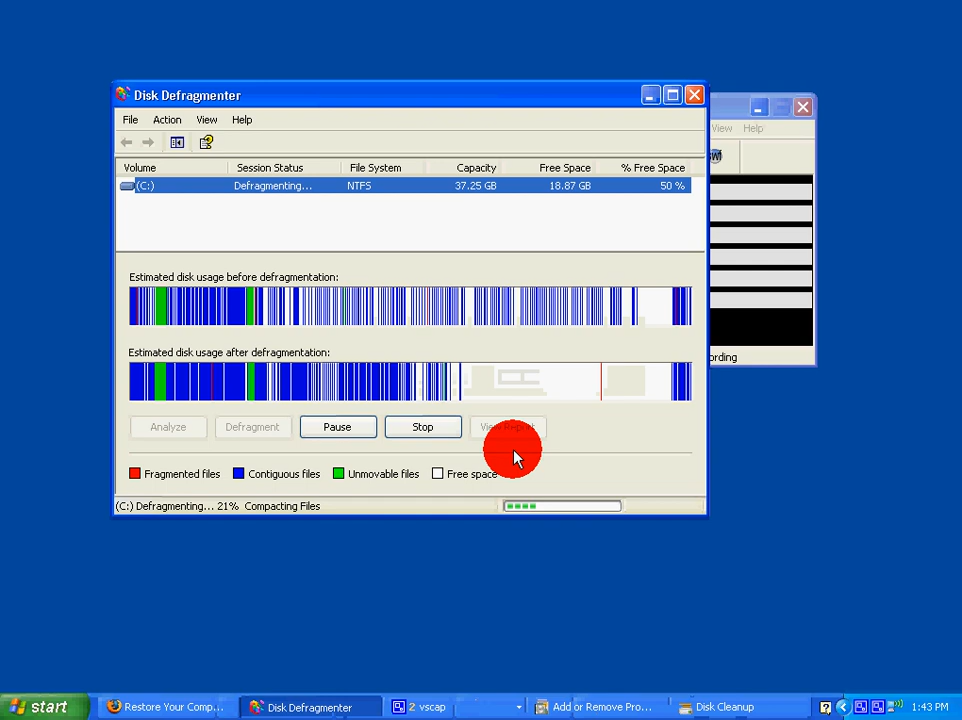 Disk Defragmenter
File Action View Help
View Help
Volume Session Status File System Capacity Free Space % Free Space
(C:) Defragmenting... NTFS 37.25 GB 18.87 GB 50 %
Estimated disk usage before defragmentation:
Estimated disk usage after defragmentation:
ording
Analyze Defragment Pause Stop
Fragmented files Contiguous files Unmovable files Free space
(C:) Defragmenting... 21% Compacting Files
start Restore Your Comp... Disk Defragmenter 2 vscap Add or Remove Pro... Disk Cleanup 1:43 PM